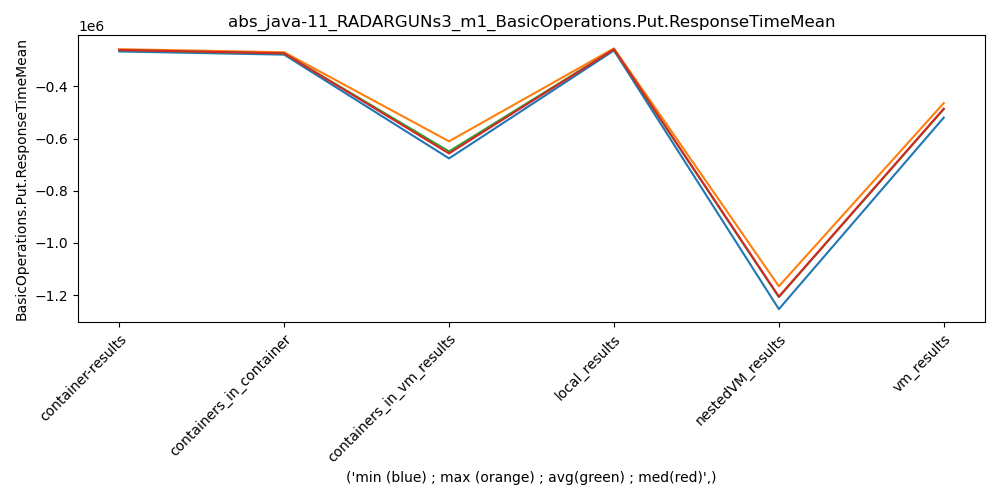 abs_java-11_RADARGUNs3_m1_BasicOperations.Put.ResponseTimeMean
1e6
BasicOperations.Put.ResponseTimeMean
−0.4
−0.6
−0.8
−1.0
−1.2
container-results
containers_in_container
containers_in_vm_results
local_results
nestedVM_results
vm_results
('min (blue) ; max (orange) ; avg(green) ; med(red)',)